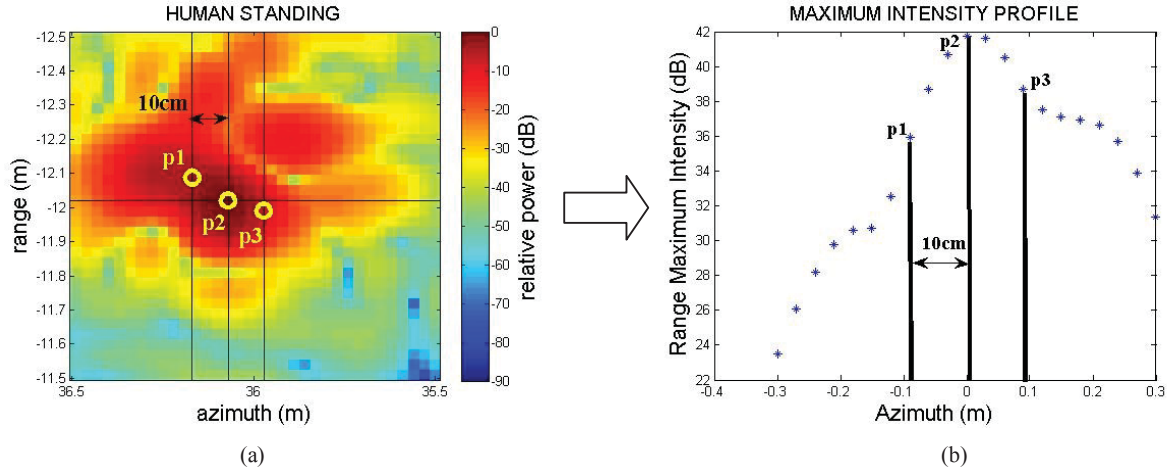 HUMAN STANDING
-12.5
-12.4
-12.3
-12.2
-12.1
-12
-11.9
-11.8
-11.7
-11.6
-11.5
range (m)
10cm
p1
p2
p3
36.5
36
35.5
azimuth (m)
0
-10
-20
-30
-40
-50
-60
-70
-80
-90
relative power (dB)
(a)
MAXIMUM INTENSITY PROFILE
42
40
38
36
34
32
30
28
26
24
22
Range Maximum Intensity (dB)
p2
p3
p1
10cm
-0.4
-0.3
-0.2
-0.1
0
0.1
0.2
0.3
Azimuth (m)
(b)